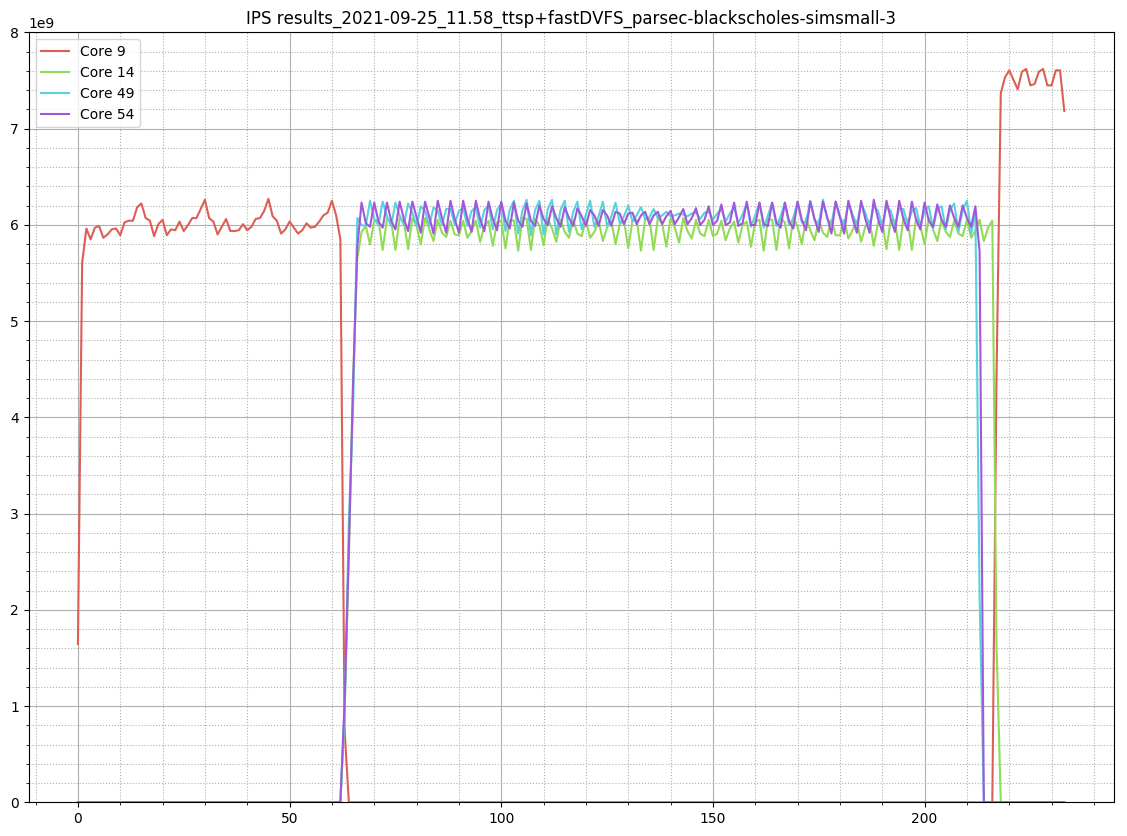 IPS results_2021-09-25_11.58_ttsp+fastDVFS_parsec-blackscholes-simsmall-3
1e9
8
7
6
5
4
3
2
1
0
Core 9
Core 14
Core 49
Core 54
0 50 100 150 200